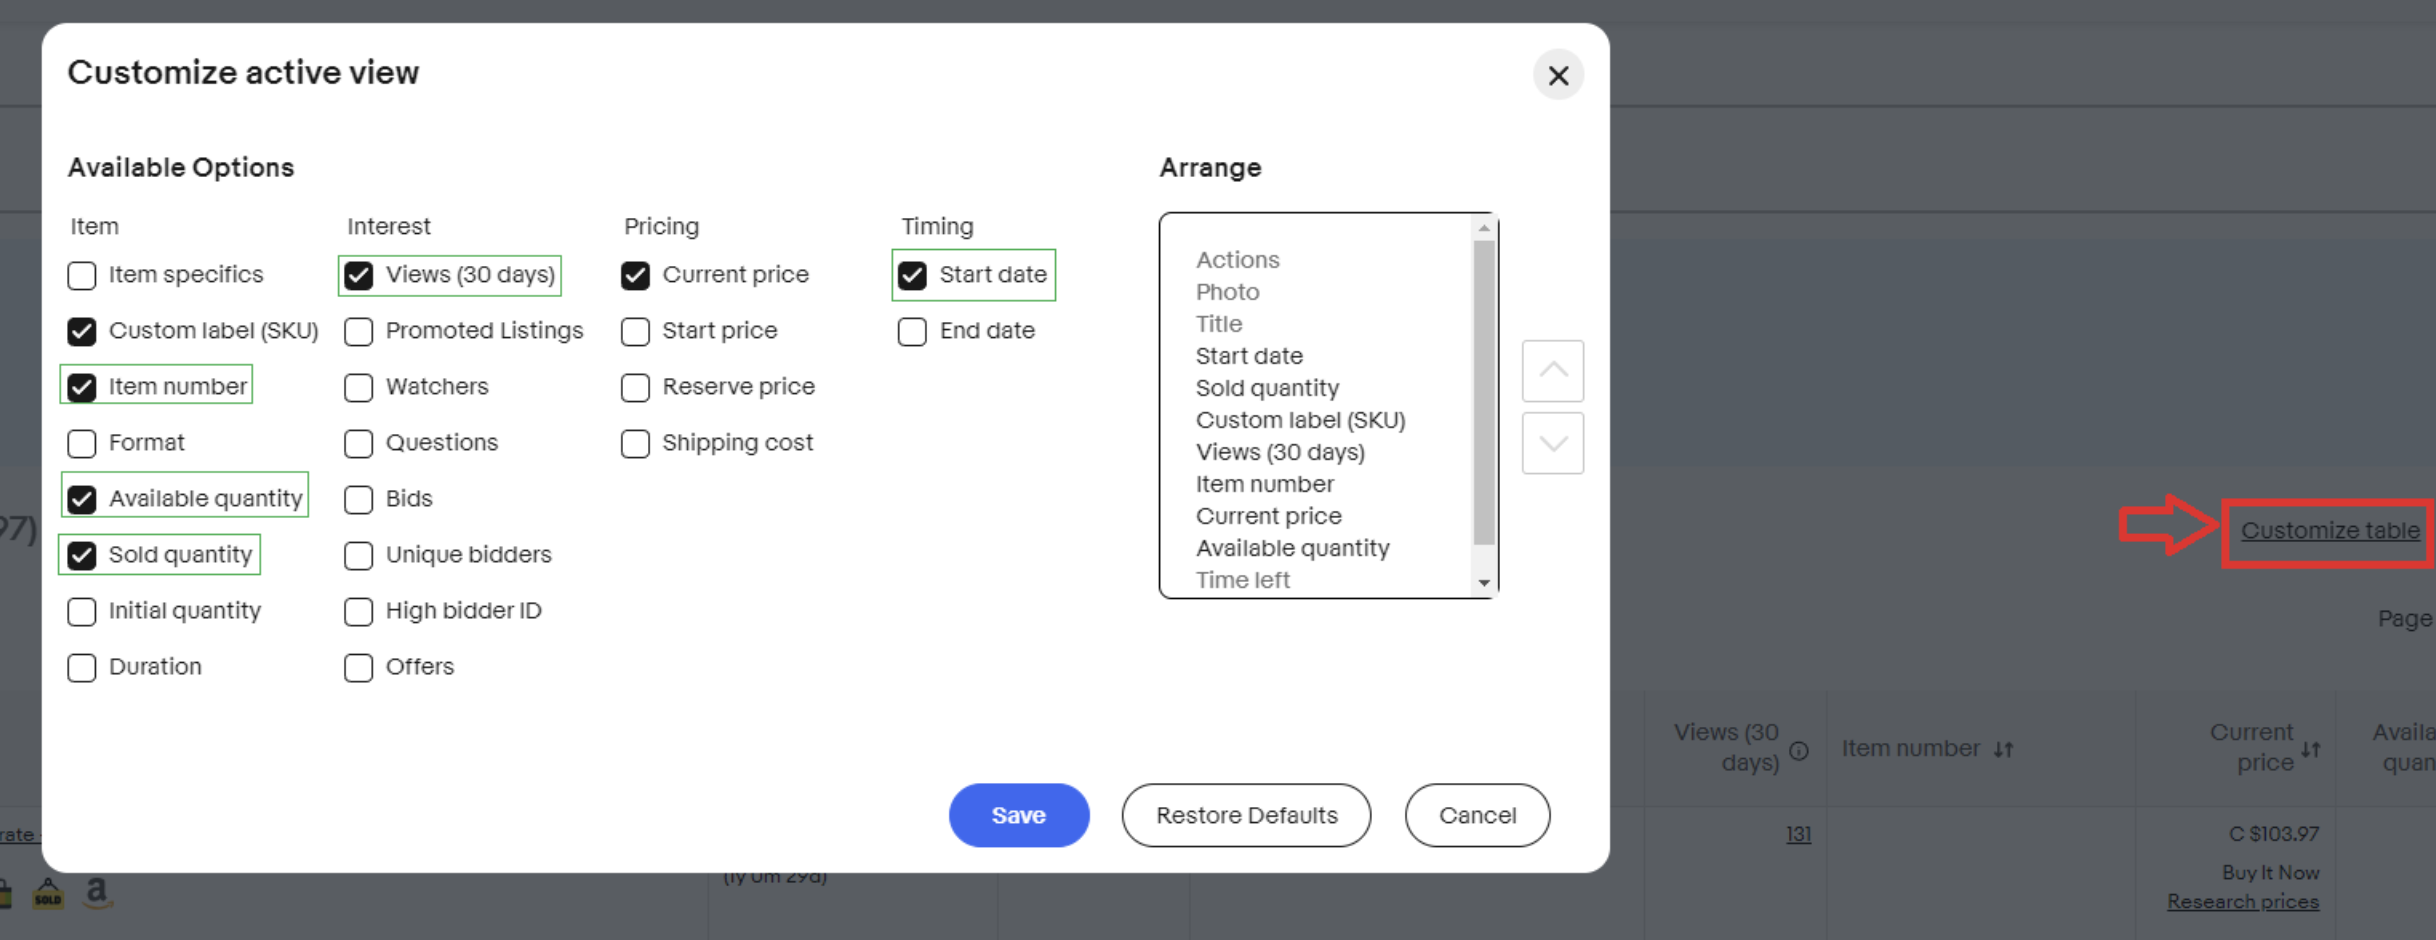 Customize active view
Available Options
Arrange
Item
Interest
Pricing
Timing
Item specifics
Views (30 days)
Current price
Start date
Custom label (SKU)
Promoted Listings
Start price
End date
Item number
Watchers
Reserve price
Format
Questions
Shipping cost
Available quantity
Bids
Sold quantity
Unique bidders
Initial quantity
High bidder ID
Duration
Offers
Actions
Photo
Title
Start date
Sold quantity
Custom label (SKU)
Views (30 days)
Item number
Current price
Available quantity
Time left
Save
Restore Defaults
Cancel
97)
Customize table
Page
Views (30
days)
Item number
Current
price
Availa
quan
rate
131
C $103.97
Buy It Now
Research prices
SOLD
a
(1y 0m 29d)